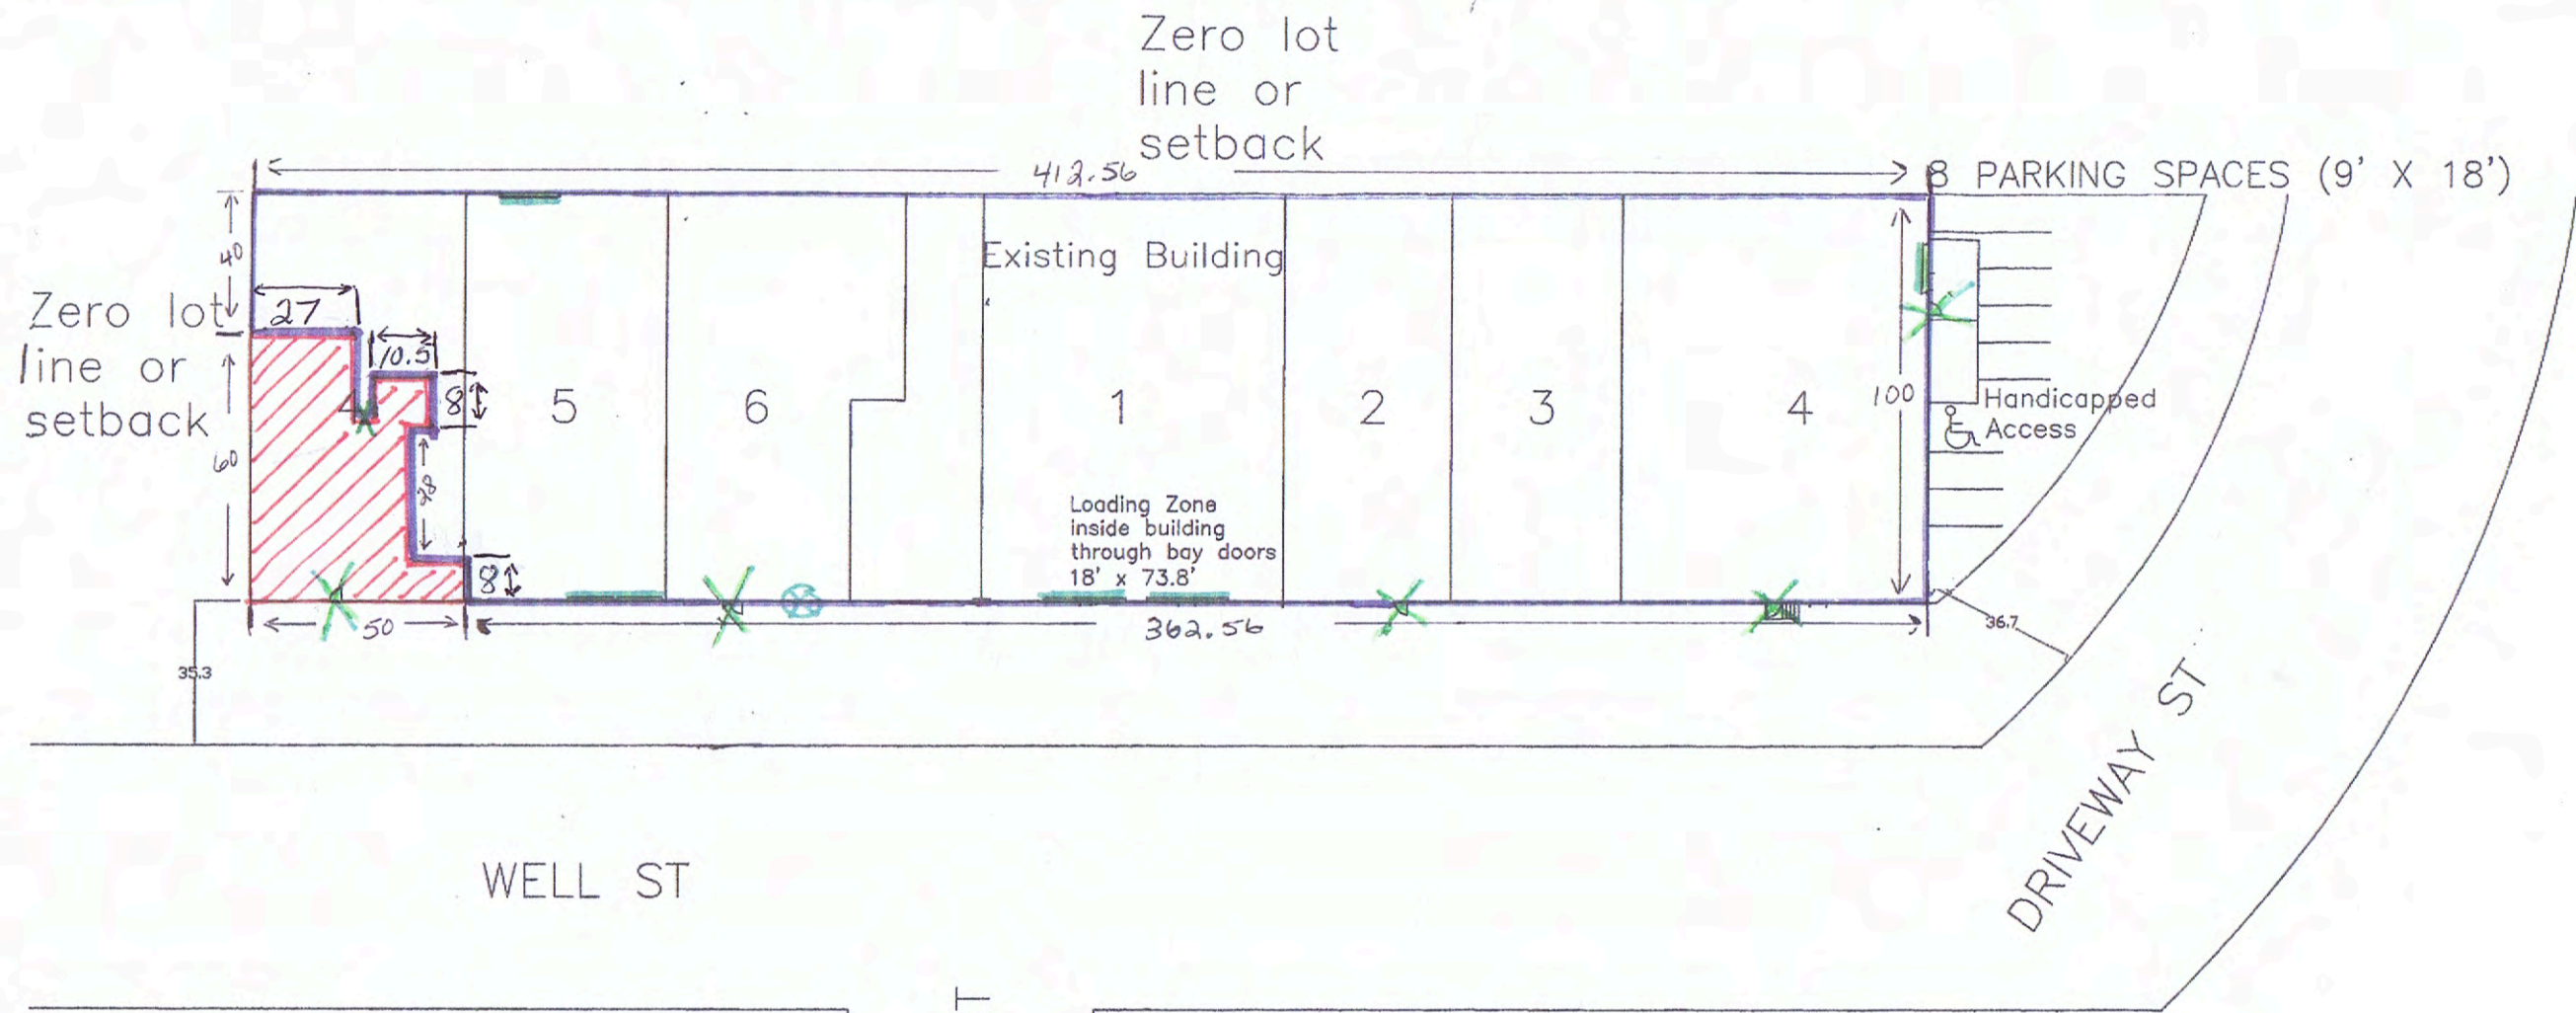 Zero lot
line or
setback
412.56
8 PARKING SPACES (9' X 18')
40
Existing Building
Zero lot
line or
setback
27
10.5
8
60
28
8
5
6
1
2
3
4
100
Handicapped
Access
Loading Zone
inside building
through bay doors
18' x 73.8'
50
362.56
36.7
35.3
WELL ST
DRIVEWAY ST